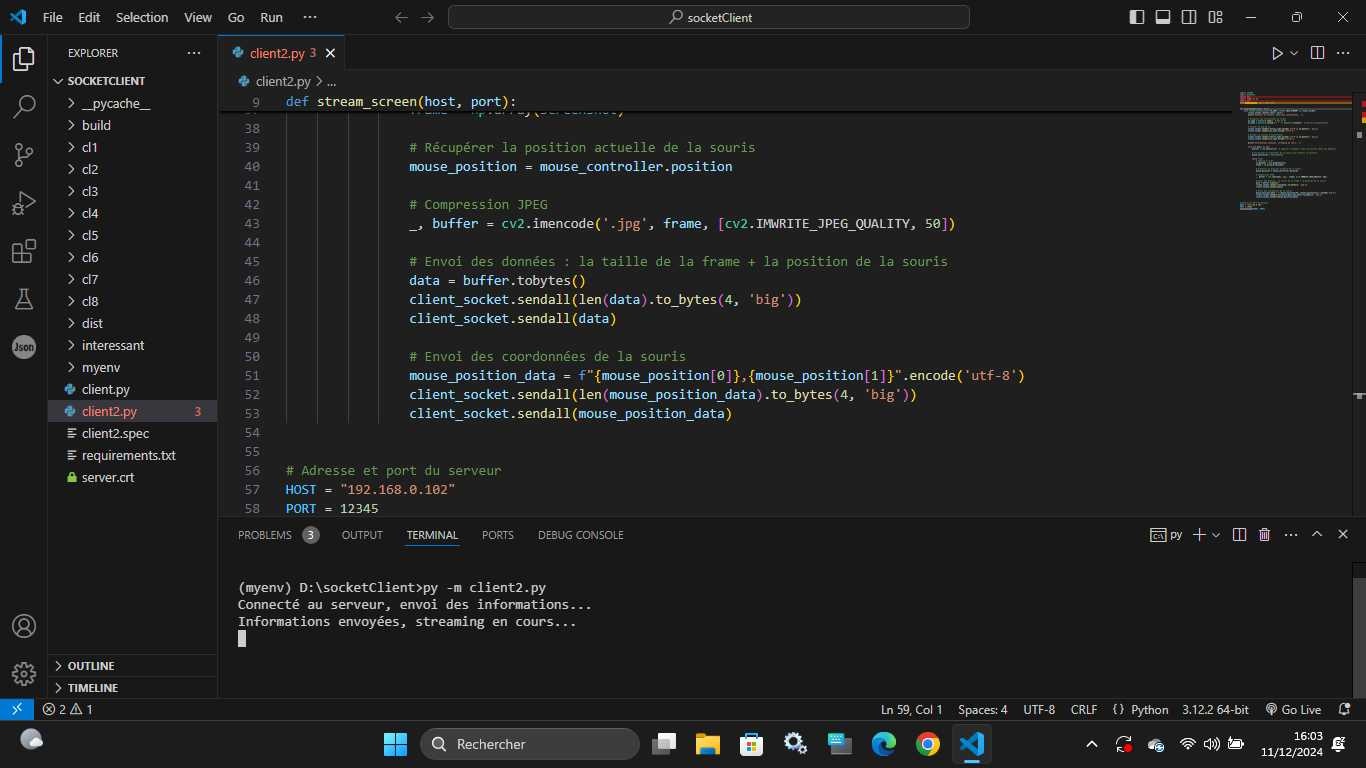 File Edit Selection View Go Run ···
socketClient
EXPLORER
SOCKETCLIENT
__pycache__
build
cl1
cl2
cl3
cl4
cl5
cl6
cl7
cl8
dist
interessant
myenv
client.py
client2.py 3
client2.spec
requirements.txt
server.crt
OUTLINE
TIMELINE
Json
client2.py 3
client2.py > ...
9 def stream_screen(host, port):
frame = np.array(screenshot)
38
39 # Récupérer la position actuelle de la souris
40 mouse_position = mouse_controller.position
41
42 # Compression JPEG
43 _, buffer = cv2.imencode('.jpg', frame, [cv2.IMWRITE_JPEG_QUALITY, 50])
44
45 # Envoi des données : la taille de la frame + la position de la souris
46 data = buffer.tobytes()
47 client_socket.sendall(len(data).to_bytes(4, 'big'))
48 client_socket.sendall(data)
49
50 # Envoi des coordonnées de la souris
51 mouse_position_data = f"{mouse_position[0]},{mouse_position[1]}".encode('utf-8')
52 client_socket.sendall(len(mouse_position_data).to_bytes(4, 'big'))
53 client_socket.sendall(mouse_position_data)
54
55
56 # Adresse et port du serveur
57 HOST = "192.168.0.102"
58 PORT = 12345
PROBLEMS 3 OUTPUT TERMINAL PORTS DEBUG CONSOLE
py
(myenv) D:\socketClient>py -m client2.py
Connecté au serveur, envoi des informations...
Informations envoyées, streaming en cours...
2 1
Ln 59, Col 1 Spaces: 4 UTF-8 CRLF { } Python 3.12.2 64-bit Go Live
Rechercher
16:03
11/12/2024